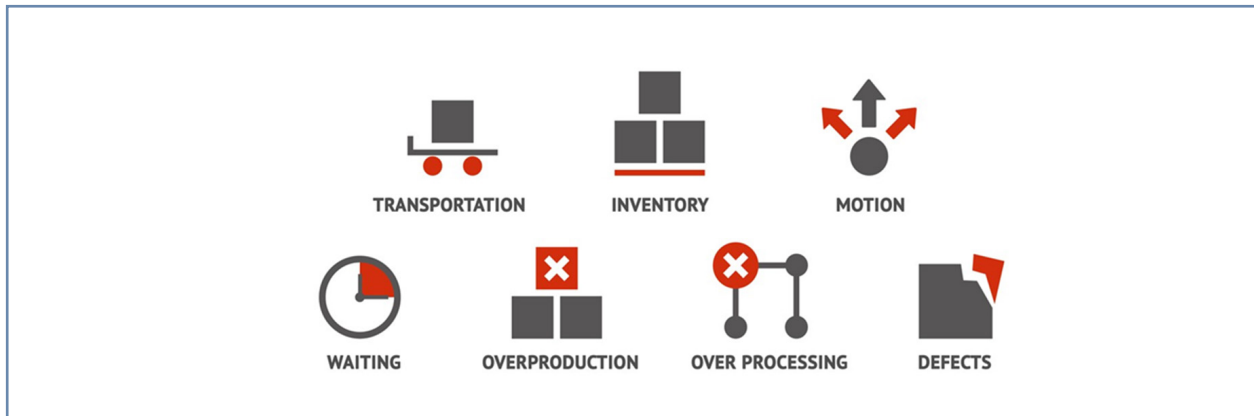 TRANSPORTATION
INVENTORY
MOTION
WAITING
OVERPRODUCTION
OVER PROCESSING
DEFECTS